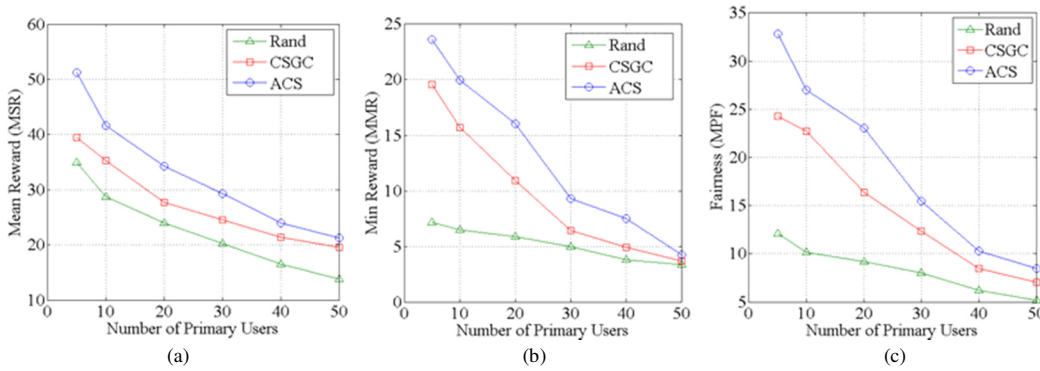 60
50
40
30
20
10
Mean Reward (MSR)
Rand
CSGC
ACS
0 10 20 30 40 50
Number of Primary Users
(a)
25
20
15
10
5
0
Min Reward (MMR)
Rand
CSGC
ACS
0 10 20 30 40 50
Number of Primary Users
(b)
35
30
25
20
15
10
5
Fairness (MPF)
Rand
CSGC
ACS
0 10 20 30 40 50
Number of Primary Users
(c)